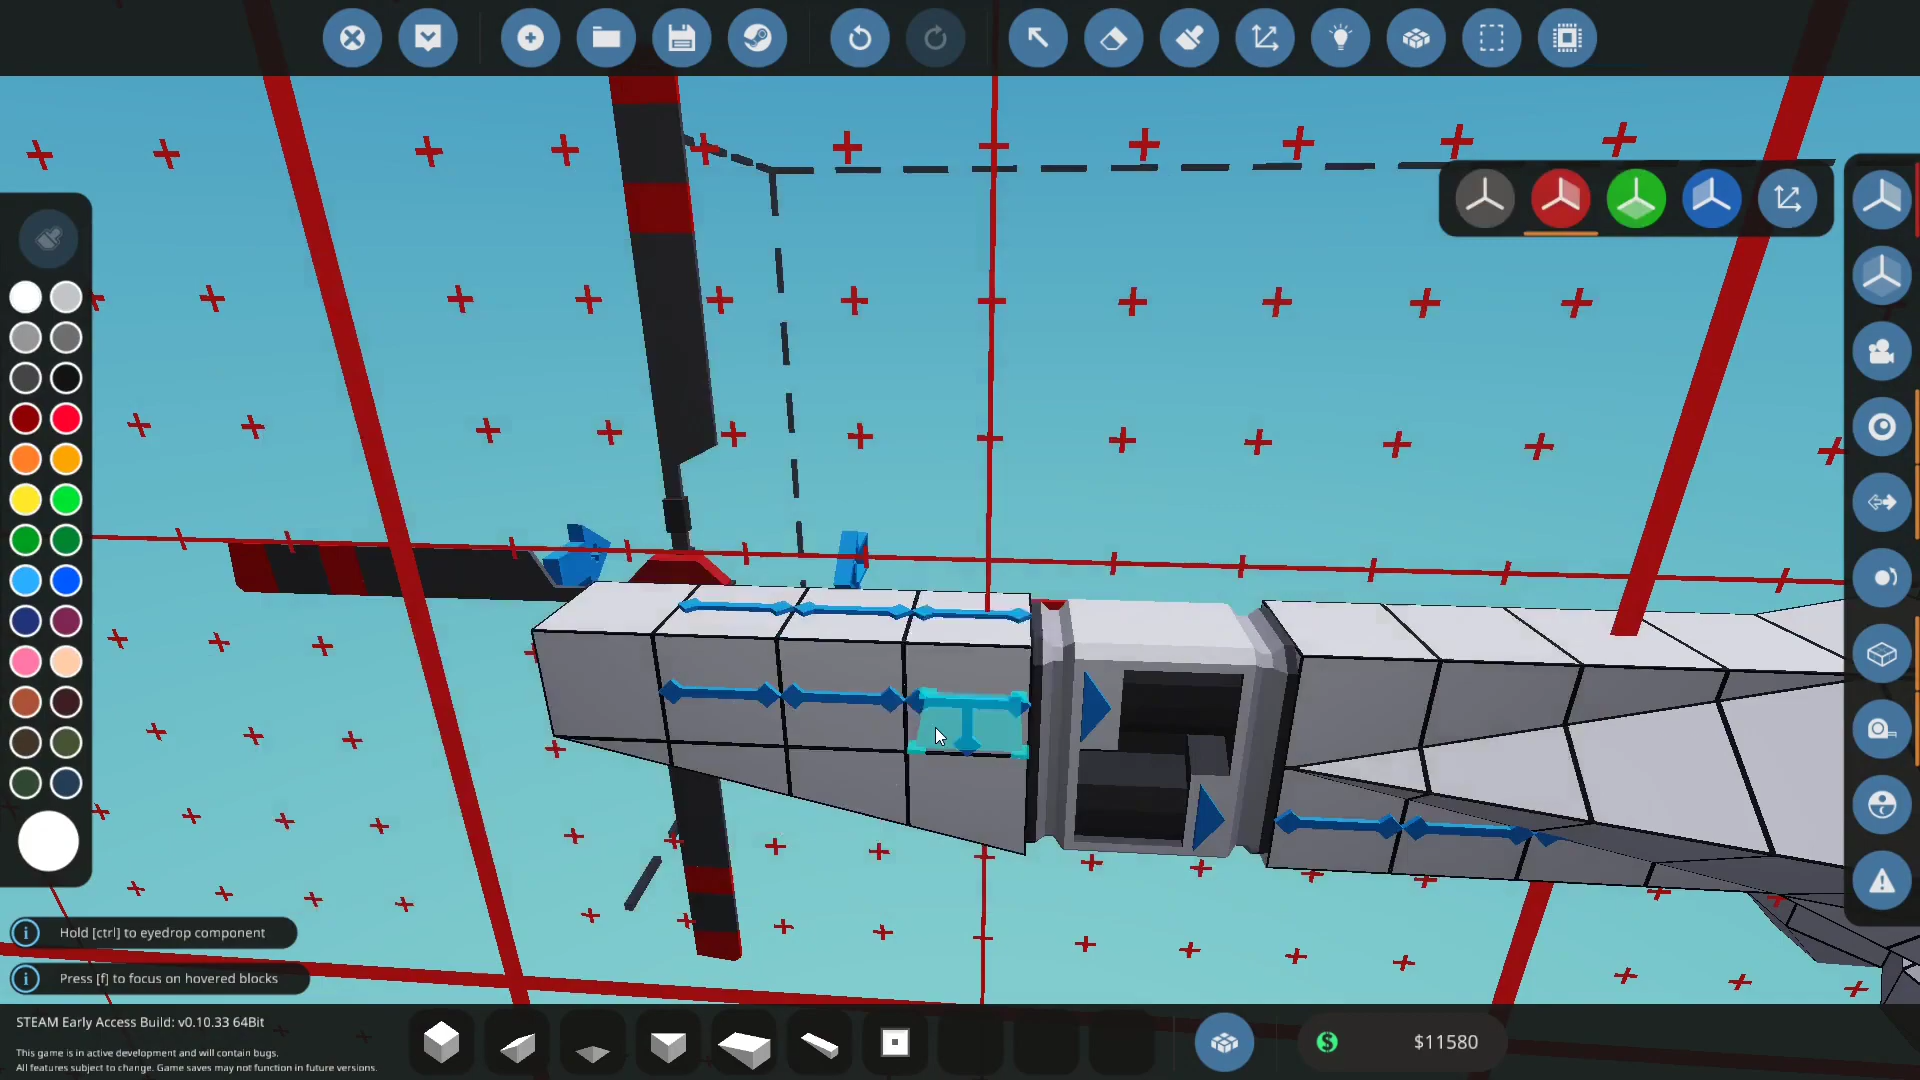 Hold [ctrl] to eyedrop component
Press [f] to focus on hovered blocks
STEAM Early Access Build: v0.10.33 64Bit
This game is in active development and will contain bugs.
All features subject to change. Game saves may not function in future versions.
$11580